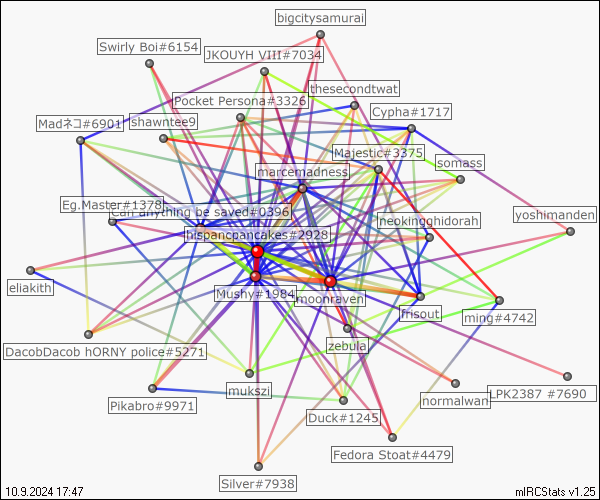 bigcitysamurai
Swirly Boi#6154
JKOUYH VIII#7034
thesecondtwat
Pocket Persona#3326
Cypha#1717
Madネコ#6901
shawntee9
Majestic#3375
somass
marcemadness
Eg.Master#1378
Can anything be saved#0396
neokingghidorah
yoshimanden
hispancpancakes#2928
eliakith
Mushy#1984
moonraven
frisout
ming#4742
DacobDacob hORNY police#5271
zebula
mukszi
normalwan
LPK2387 #7690
Pikabro#9971
Duck#1245
Fedora Stoat#4479
Silver#7938
10.9.2024 17:47
mIRCStats v1.25